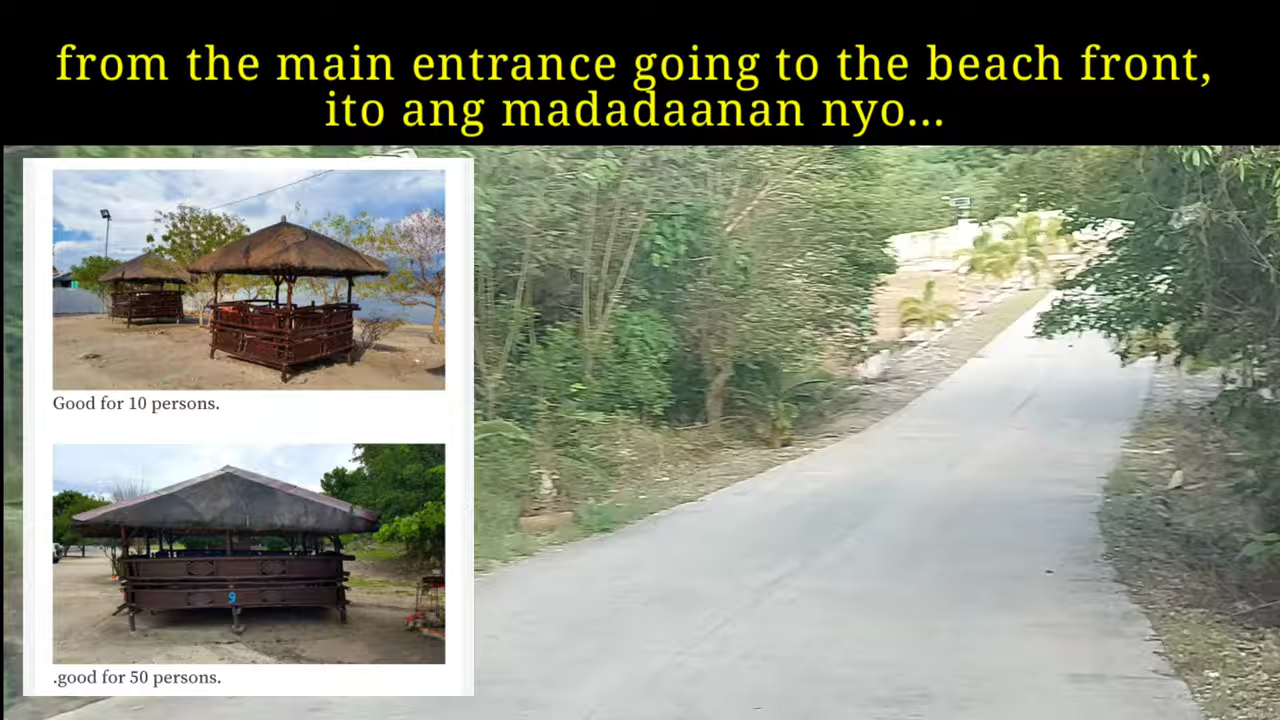 from the main entrance going to the beach front,
ito ang madadaanan nyo...
Good for 10 persons.
9
.good for 50 persons.